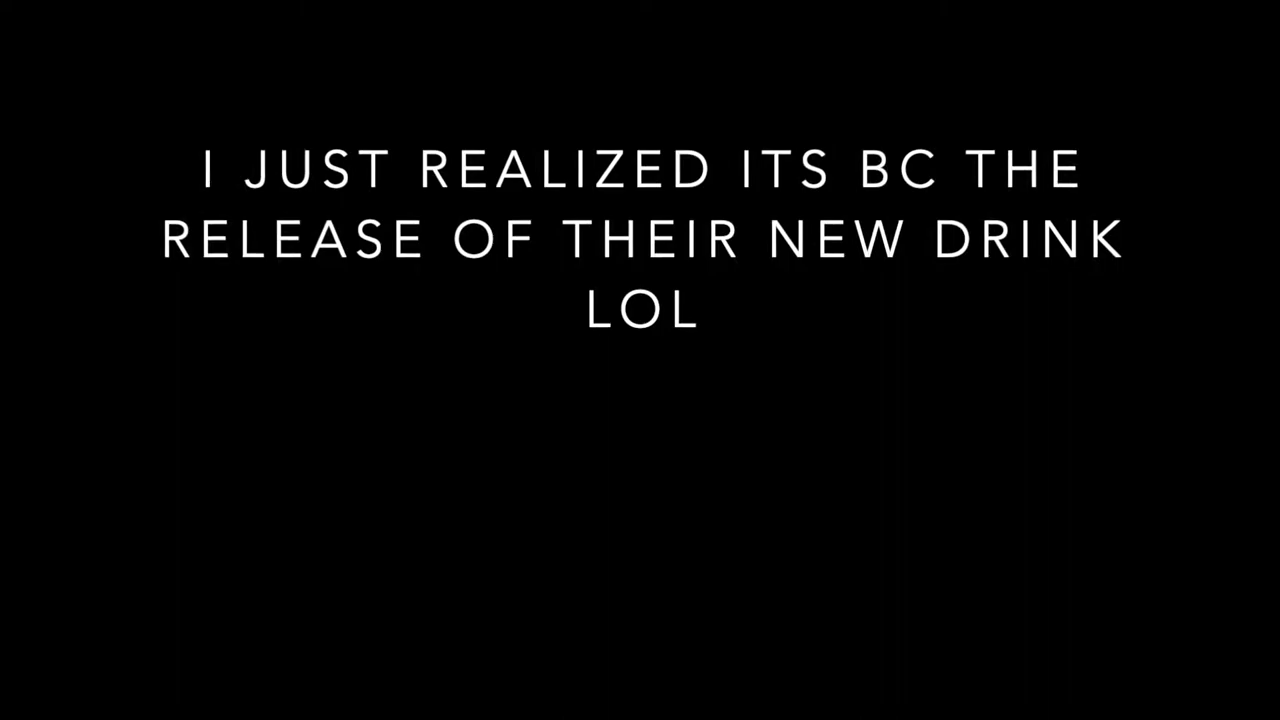 I JUST REALIZED ITS BC THE
RELEASE OF THEIR NEW DRINK
LOL